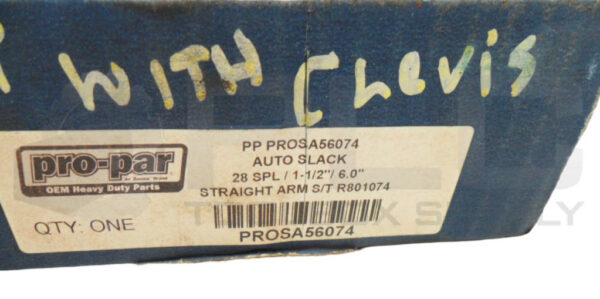 WITH CLEVIS
pro-par
OEM Heavy Duty Parts
PP PROSA56074
AUTO SLACK
28 SPL / 1-1/2"/ 6.0"
STRAIGHT ARM S/T R801074
QTY: ONE
PROSA56074